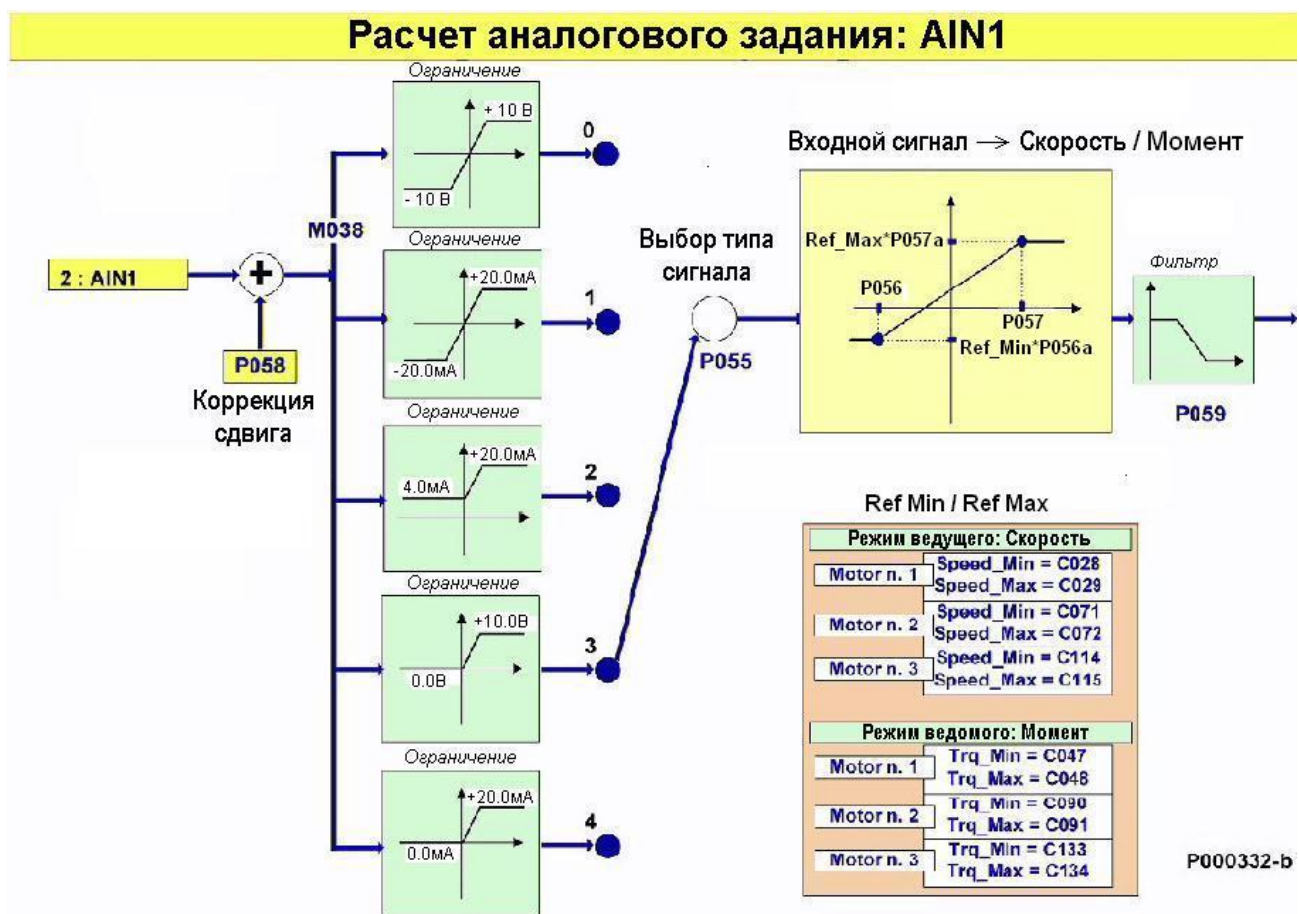 Расчет аналогового задания: AIN1
Ограничение
+ 10 В
- 10 В
0
M038
2 : AIN1
+
P058
Коррекция
сдвига
Ограничение
+20.0мА
-20.0мА
1
Ограничение
+20.0мА
4.0мА
2
Ограничение
+10.0В
0.0В
3
Ограничение
+20.0мА
0.0мА
4
Выбор типа
сигнала
P055
Входной сигнал → Скорость / Момент
Ref_Max*P057a
P056
P057
Ref_Min*P056a
Фильтр
P059
Ref Min / Ref Max
Режим ведущего: Скорость
Motor n. 1
Speed_Min = C028
Speed_Max = C029
Motor n. 2
Speed_Min = C071
Speed_Max = C072
Motor n. 3
Speed_Min = C114
Speed_Max = C115
Режим ведомого: Момент
Motor n. 1
Trq_Min = C047
Trq_Max = C048
Motor n. 2
Trq_Min = C090
Trq_Max = C091
Motor n. 3
Trq_Min = C133
Trq_Max = C134
P000332-b